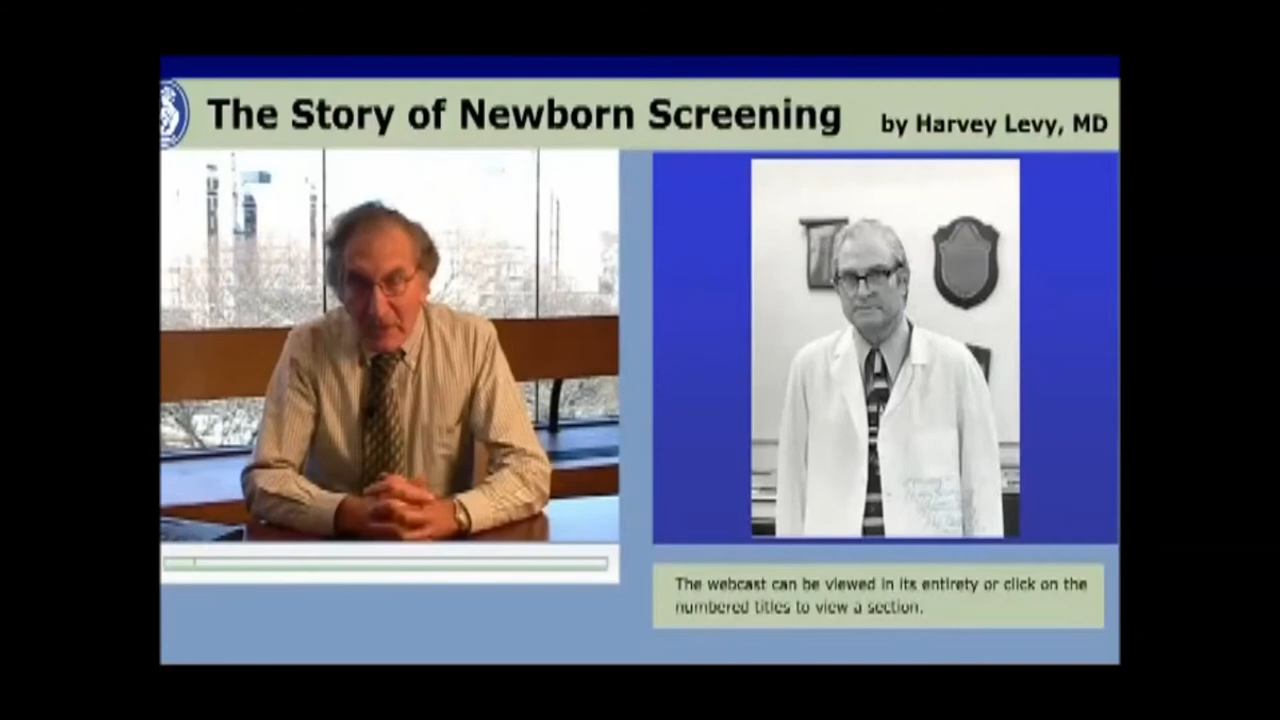 The Story of Newborn Screening
by Harvey Levy, MD
The webcast can be viewed in its entirety or click on the
numbered titles to view a section.